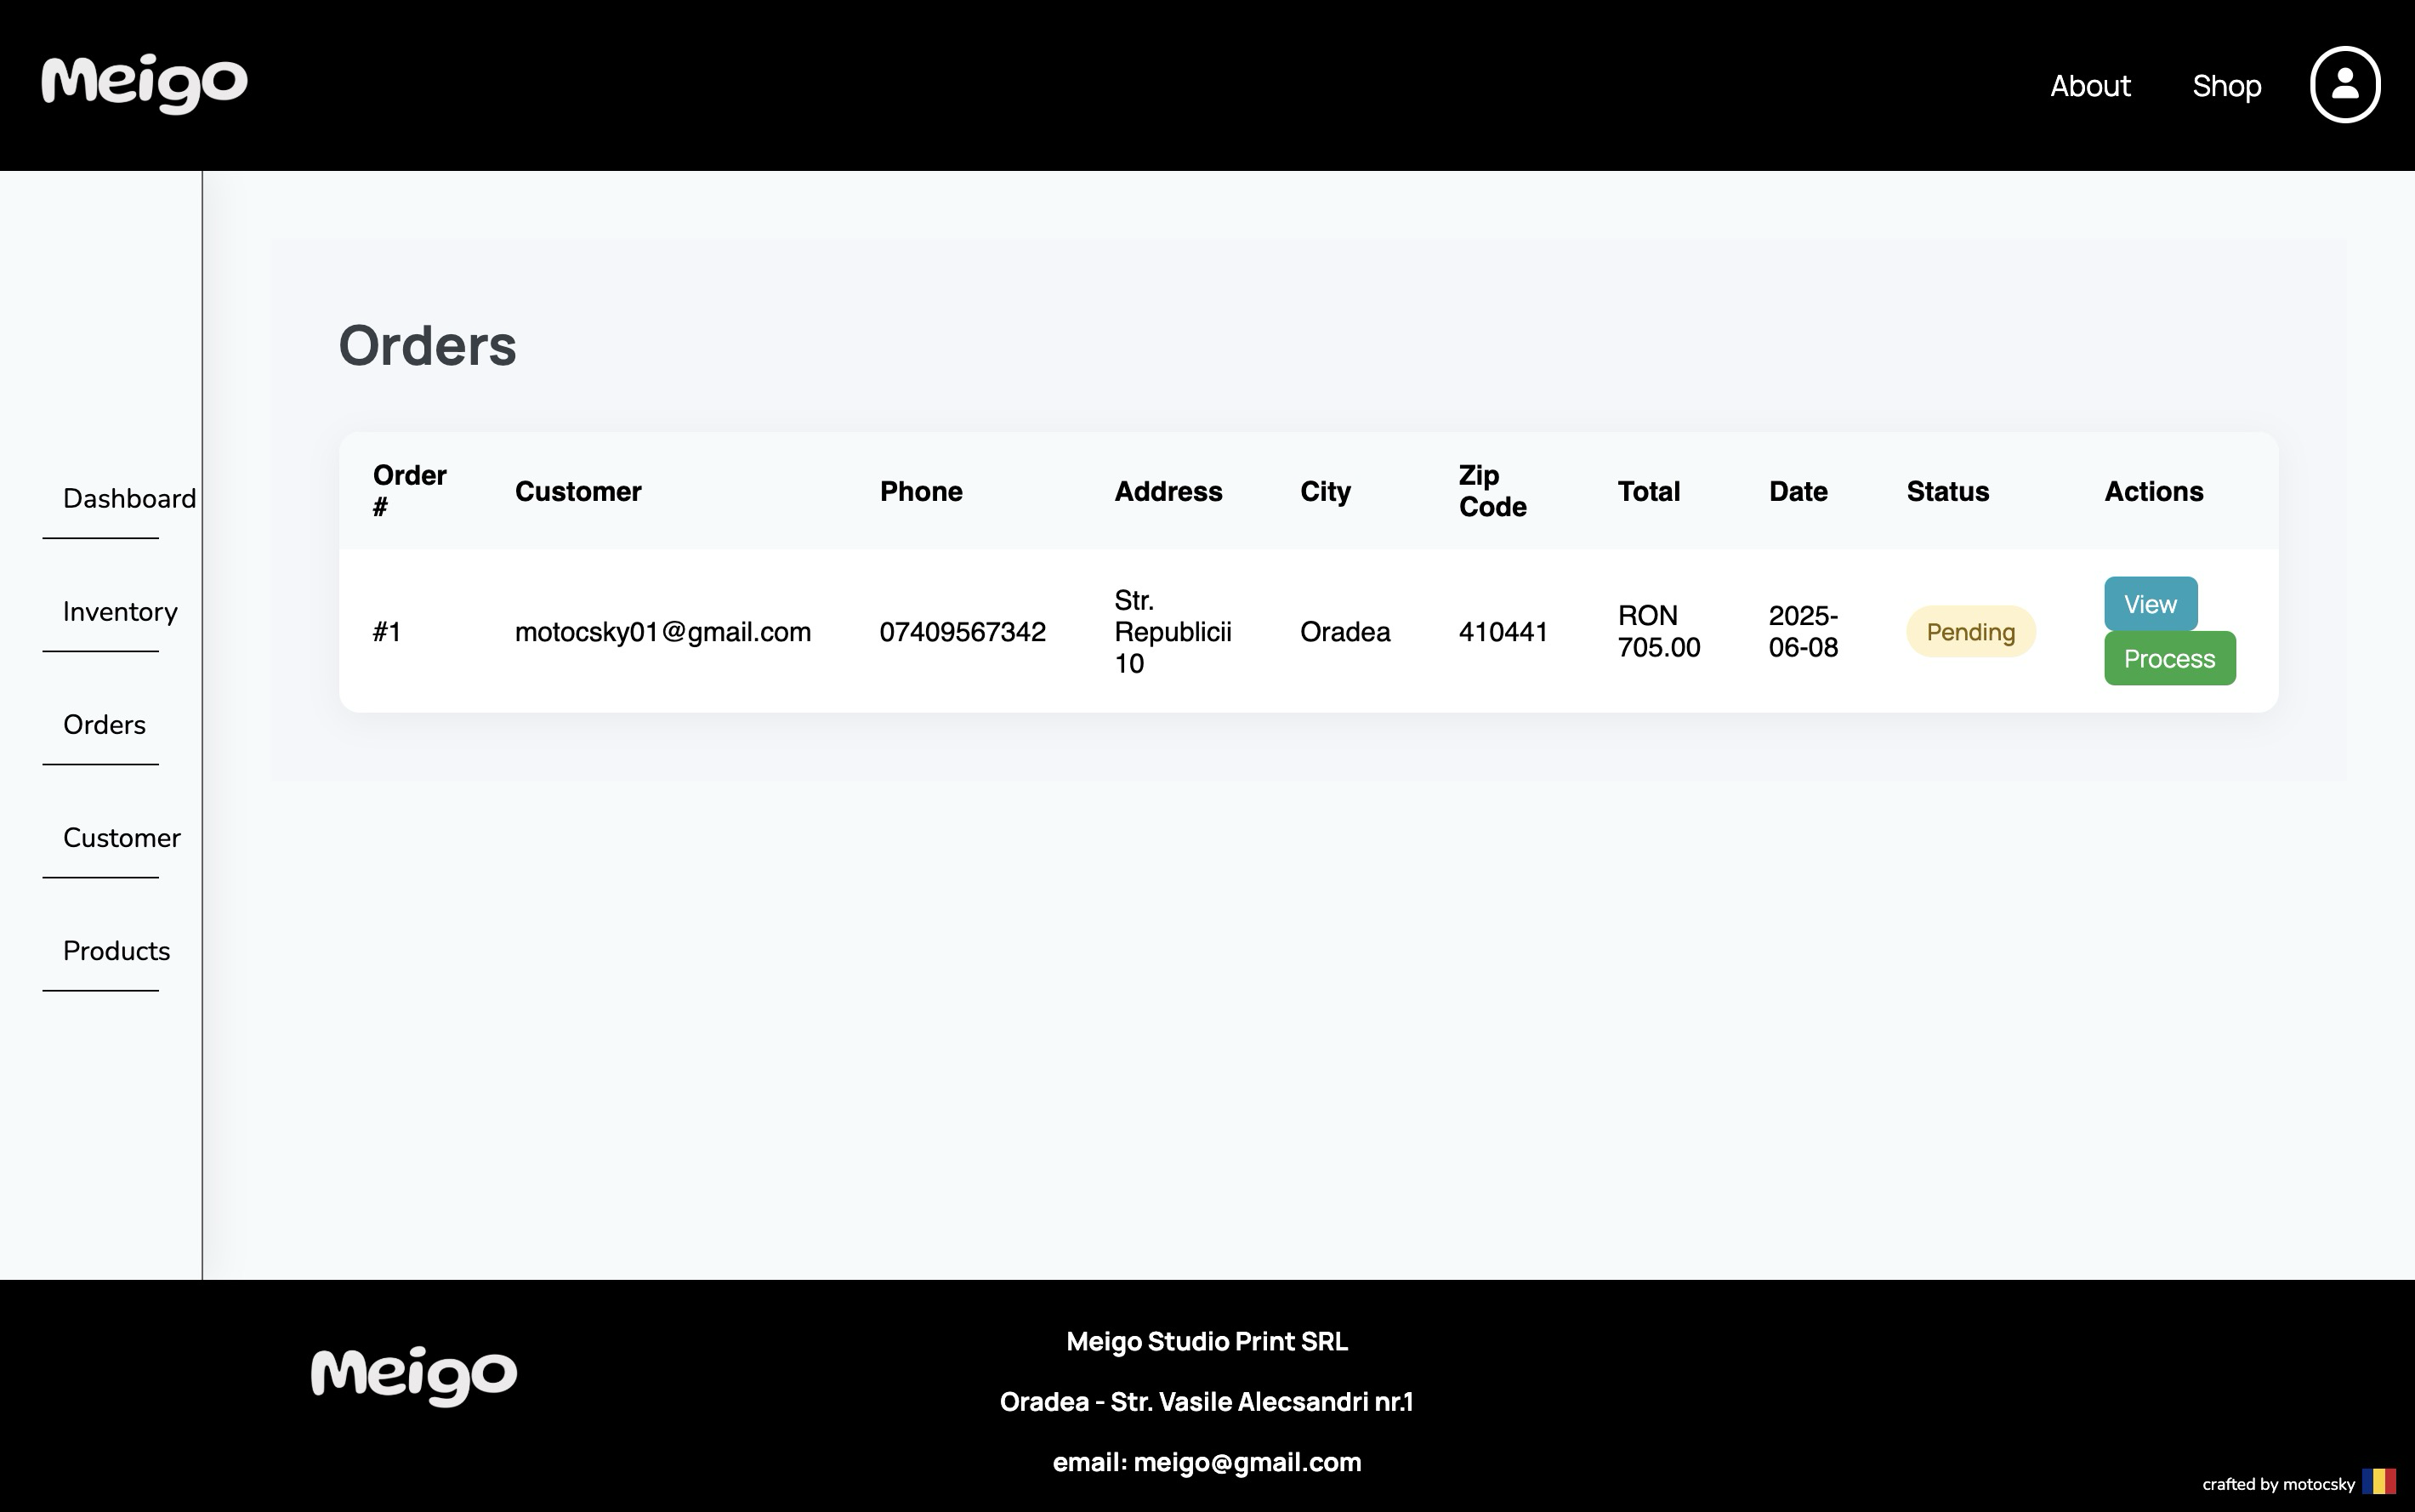 Meigo
About Shop
Dashboard
Inventory
Orders
Customer
Products
Orders
Order # Customer Phone Address City Zip Code Total Date Status Actions
#1 motocsky01@gmail.com 07409567342 Str. Republicii 10 Oradea 410441 RON 705.00 2025-06-08 Pending View Process
Meigo
Meigo Studio Print SRL
Oradea - Str. Vasile Alecsandri nr.1
email: meigo@gmail.com
crafted by motocsky